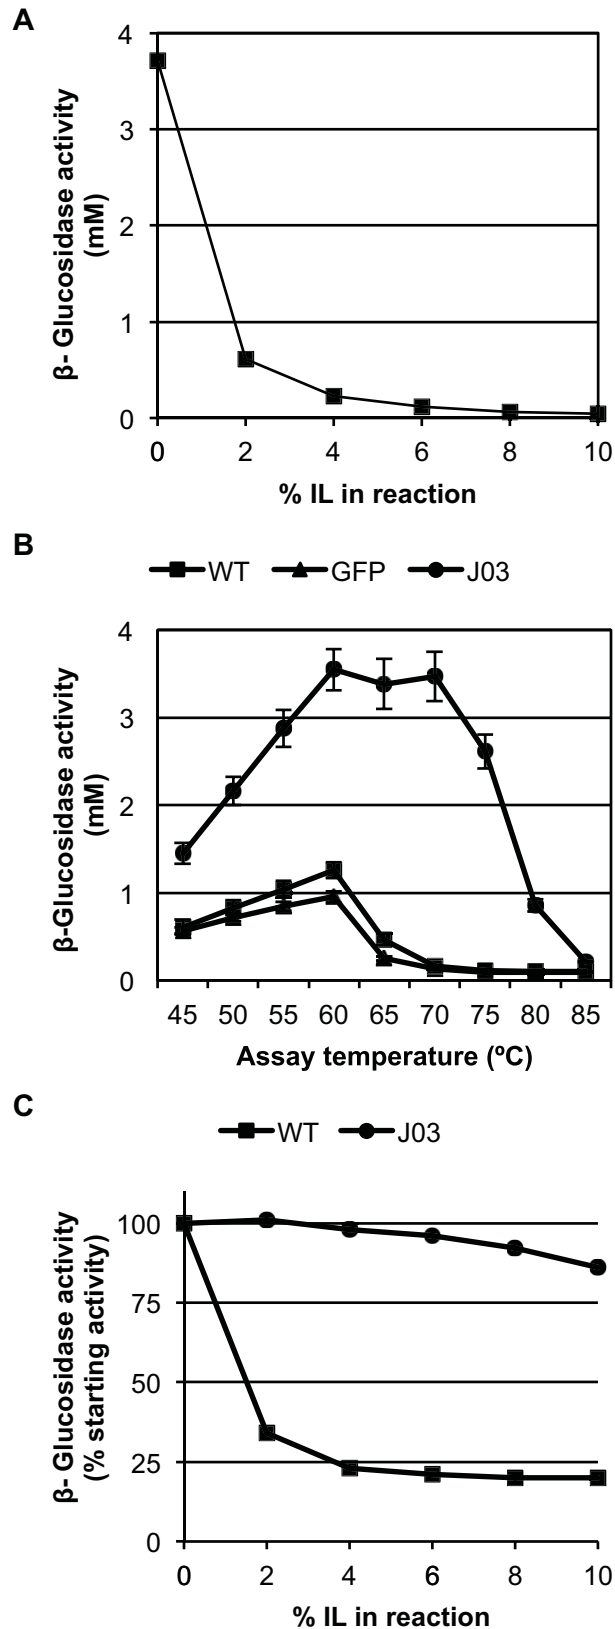 A
β- Glucosidase activity
(mM)
4
3
2
1
0
0 2 4 6 8 10
% IL in reaction
B
WT GFP J03
β-Glucosidase activity
(mM)
4
3
2
1
0
45 50 55 60 65 70 75 80 85
Assay temperature (ºC)
C
WT J03
β- Glucosidase activity
(% starting activity)
100
75
50
25
0
0 2 4 6 8 10
% IL in reaction